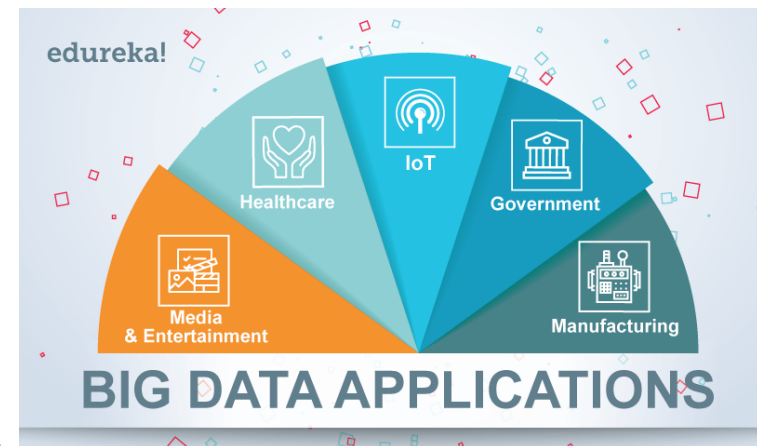 edureka!
IoT
Healthcare
Government
Media
& Entertainment
Manufacturing
BIG DATA APPLICATIONS